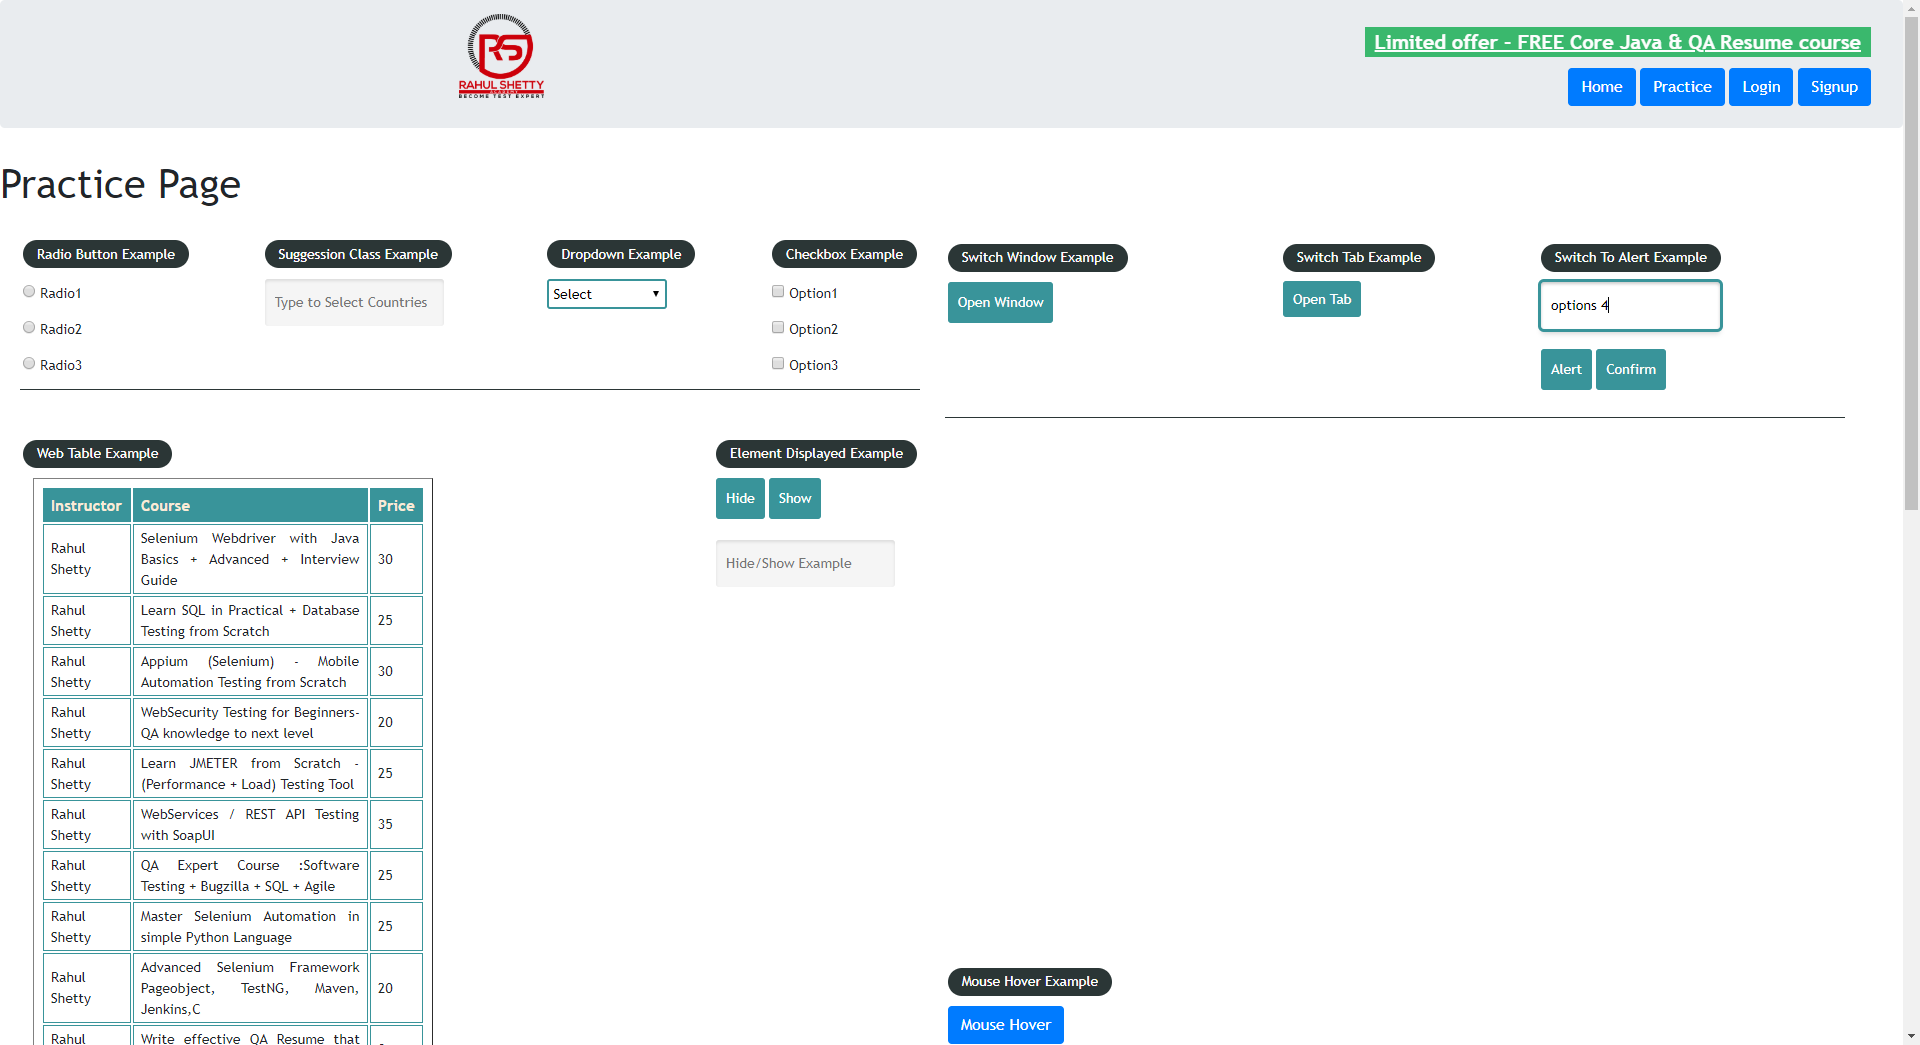 RAHUL SHETTY
ACADEMY
BECOME TEST EXPERT
Limited offer - FREE Core Java & QA Resume course
Home
Practice
Login
Signup
Practice Page
Radio Button Example
Radio1
Radio2
Radio3
Suggession Class Example
Type to Select Countries
Dropdown Example
Select
Checkbox Example
Option1
Option2
Option3
Switch Window Example
Open Window
Switch Tab Example
Open Tab
Switch To Alert Example
options 4
Alert
Confirm
Web Table Example
Instructor Course Price
Rahul
Shetty
Selenium Webdriver with Java
Basics + Advanced + Interview
Guide
30
Rahul
Shetty
Learn SQL in Practical + Database
Testing from Scratch
25
Rahul
Shetty
Appium (Selenium) - Mobile
Automation Testing from Scratch
30
Rahul
Shetty
WebSecurity Testing for Beginners-
QA knowledge to next level
20
Rahul
Shetty
Learn JMETER from Scratch -
(Performance + Load) Testing Tool
25
Rahul
Shetty
WebServices / REST API Testing
with SoapUI
35
Rahul
Shetty
QA Expert Course :Software
Testing + Bugzilla + SQL + Agile
25
Rahul
Shetty
Master Selenium Automation in
simple Python Language
25
Rahul
Shetty
Advanced Selenium Framework
Pageobject, TestNG, Maven,
Jenkins,C
20
Rahul
Write effective QA Resume that
Element Displayed Example
Hide
Show
Hide/Show Example
Mouse Hover Example
Mouse Hover